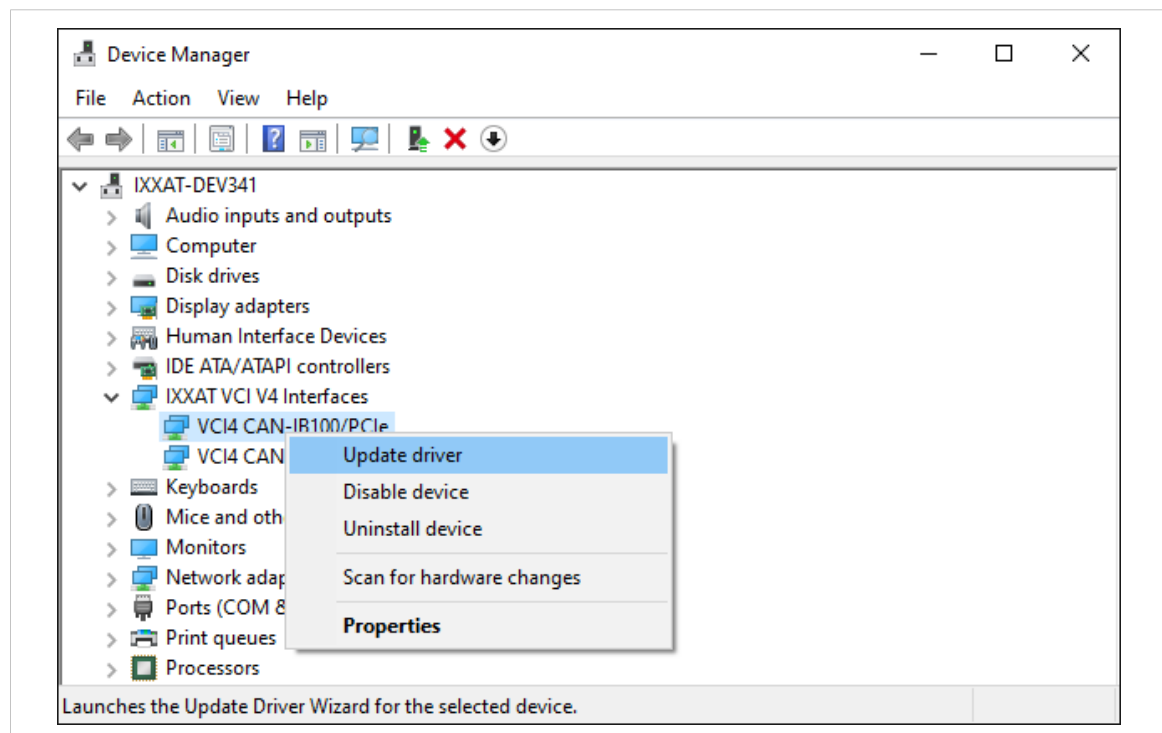 Device Manager
File Action View Help
IXXAT-DEV341
Audio inputs and outputs
Computer
Disk drives
Display adapters
Human Interface Devices
IDE ATA/ATAPI controllers
IXXAT VCI V4 Interfaces
VCI4 CAN-IB100/PCIe
VCI4 CAN
Update driver
Disable device
Uninstall device
Scan for hardware changes
Properties
Keyboards
Mice and oth
Monitors
Network adap
Ports (COM &
Print queues
Processors
Launches the Update Driver Wizard for the selected device.